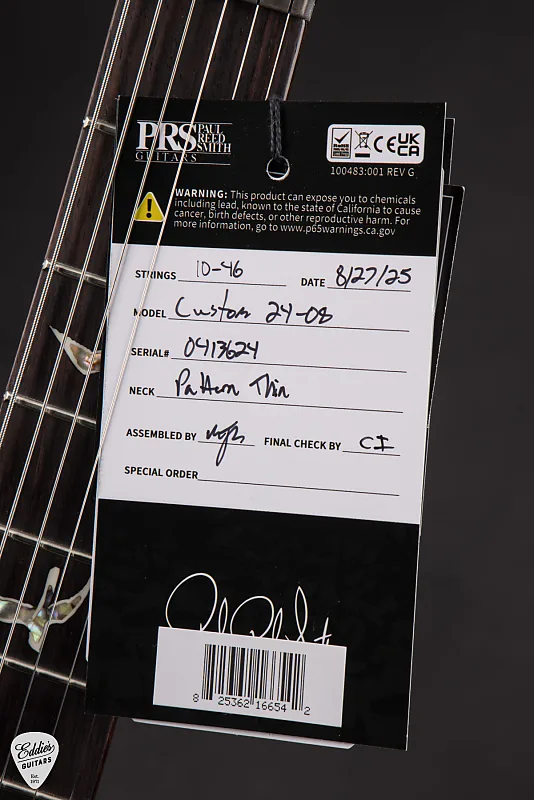 PRS PAUL REED SMITH
GUITARS
CE UK CA
100483:001 REV G
WARNING: This product can expose you to chemicals
including lead, known to the state of California to cause
cancer, birth defects, or other reproductive harm. For
more information, go to www.p65warnings.ca.gov
STRINGS 10-46 DATE 8/27/25
MODEL Custom 24-08
SERIAL# 0413624
NECK Pattern Thin
ASSEMBLED BY FINAL CHECK BY CI
SPECIAL ORDER
8 25362 16654 2
Eddie's
GUITARS
Est.